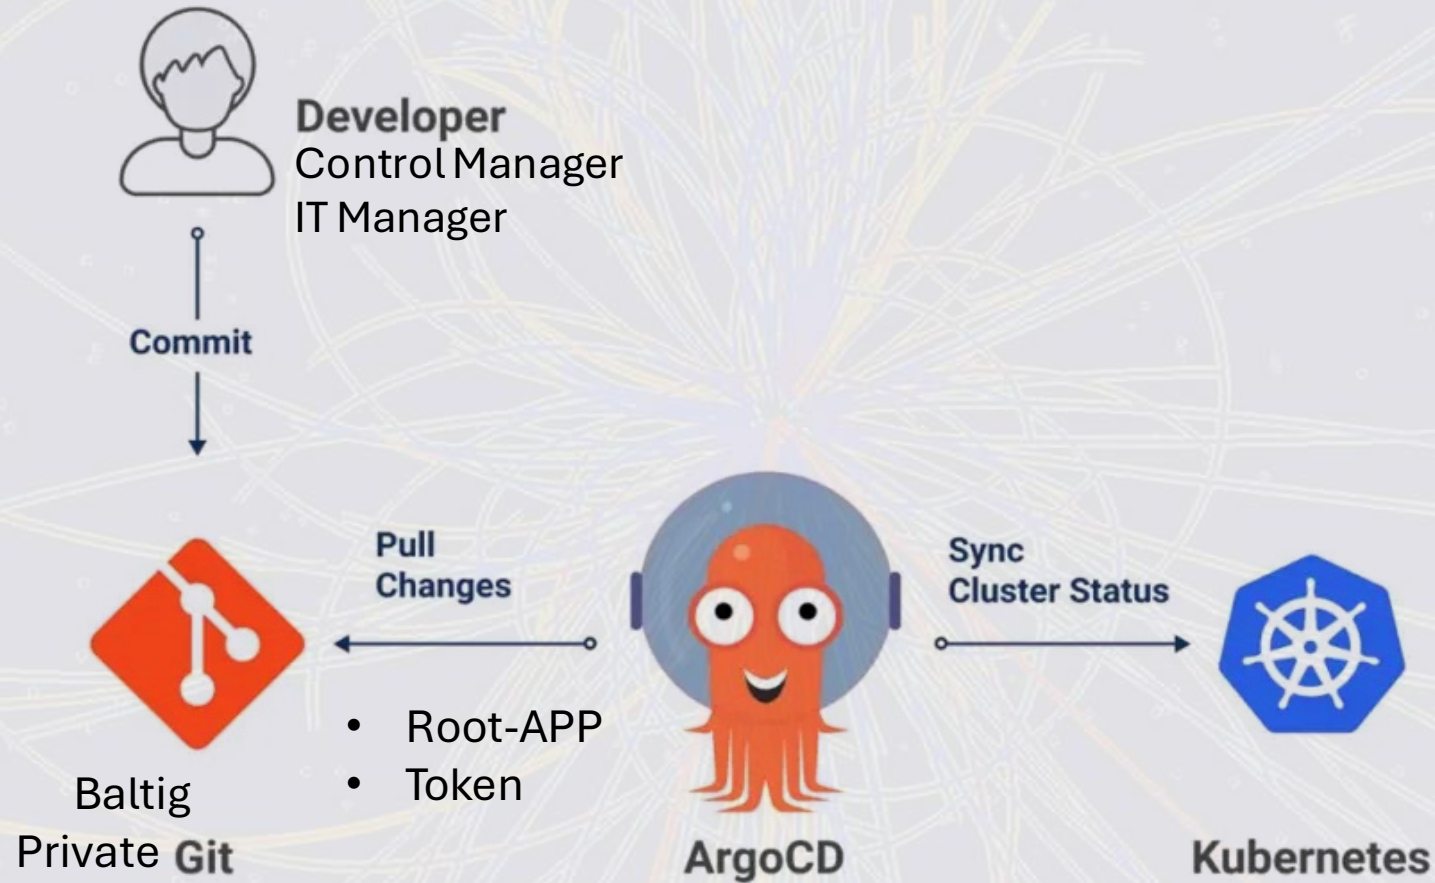 Developer
Control Manager
IT Manager
Commit
Pull
Changes
Sync
Cluster Status
• Root-APP
• Token
Baltig
Private Git
ArgoCD
Kubernetes